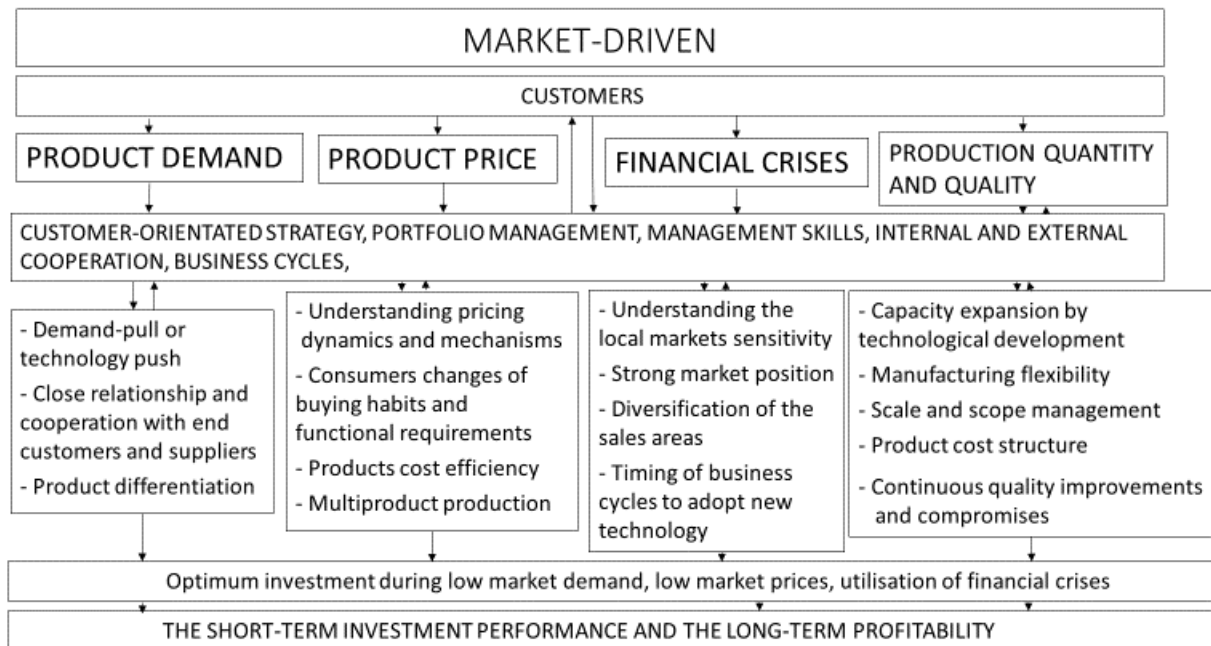 MARKET-DRIVEN
CUSTOMERS
PRODUCT DEMAND
PRODUCT PRICE
FINANCIAL CRISES
PRODUCTION QUANTITY
AND QUALITY
CUSTOMER-ORIENTATED STRATEGY, PORTFOLIO MANAGEMENT, MANAGEMENT SKILLS, INTERNAL AND EXTERNAL
COOPERATION, BUSINESS CYCLES,
- Demand-pull or
technology push
- Close relationship and
cooperation with end
customers and suppliers
- Product differentiation
- Understanding pricing
dynamics and mechanisms
- Consumers changes of
buying habits and
functional requirements
- Products cost efficiency
- Multiproduct production
- Understanding the
local markets sensitivity
- Strong market position
- Diversification of the
sales areas
- Timing of business
cycles to adopt new
technology
- Capacity expansion by
technological development
- Manufacturing flexibility
- Scale and scope management
- Product cost structure
- Continuous quality improvements
and compromises
Optimum investment during low market demand, low market prices, utilisation of financial crises
THE SHORT-TERM INVESTMENT PERFORMANCE AND THE LONG-TERM PROFITABILITY